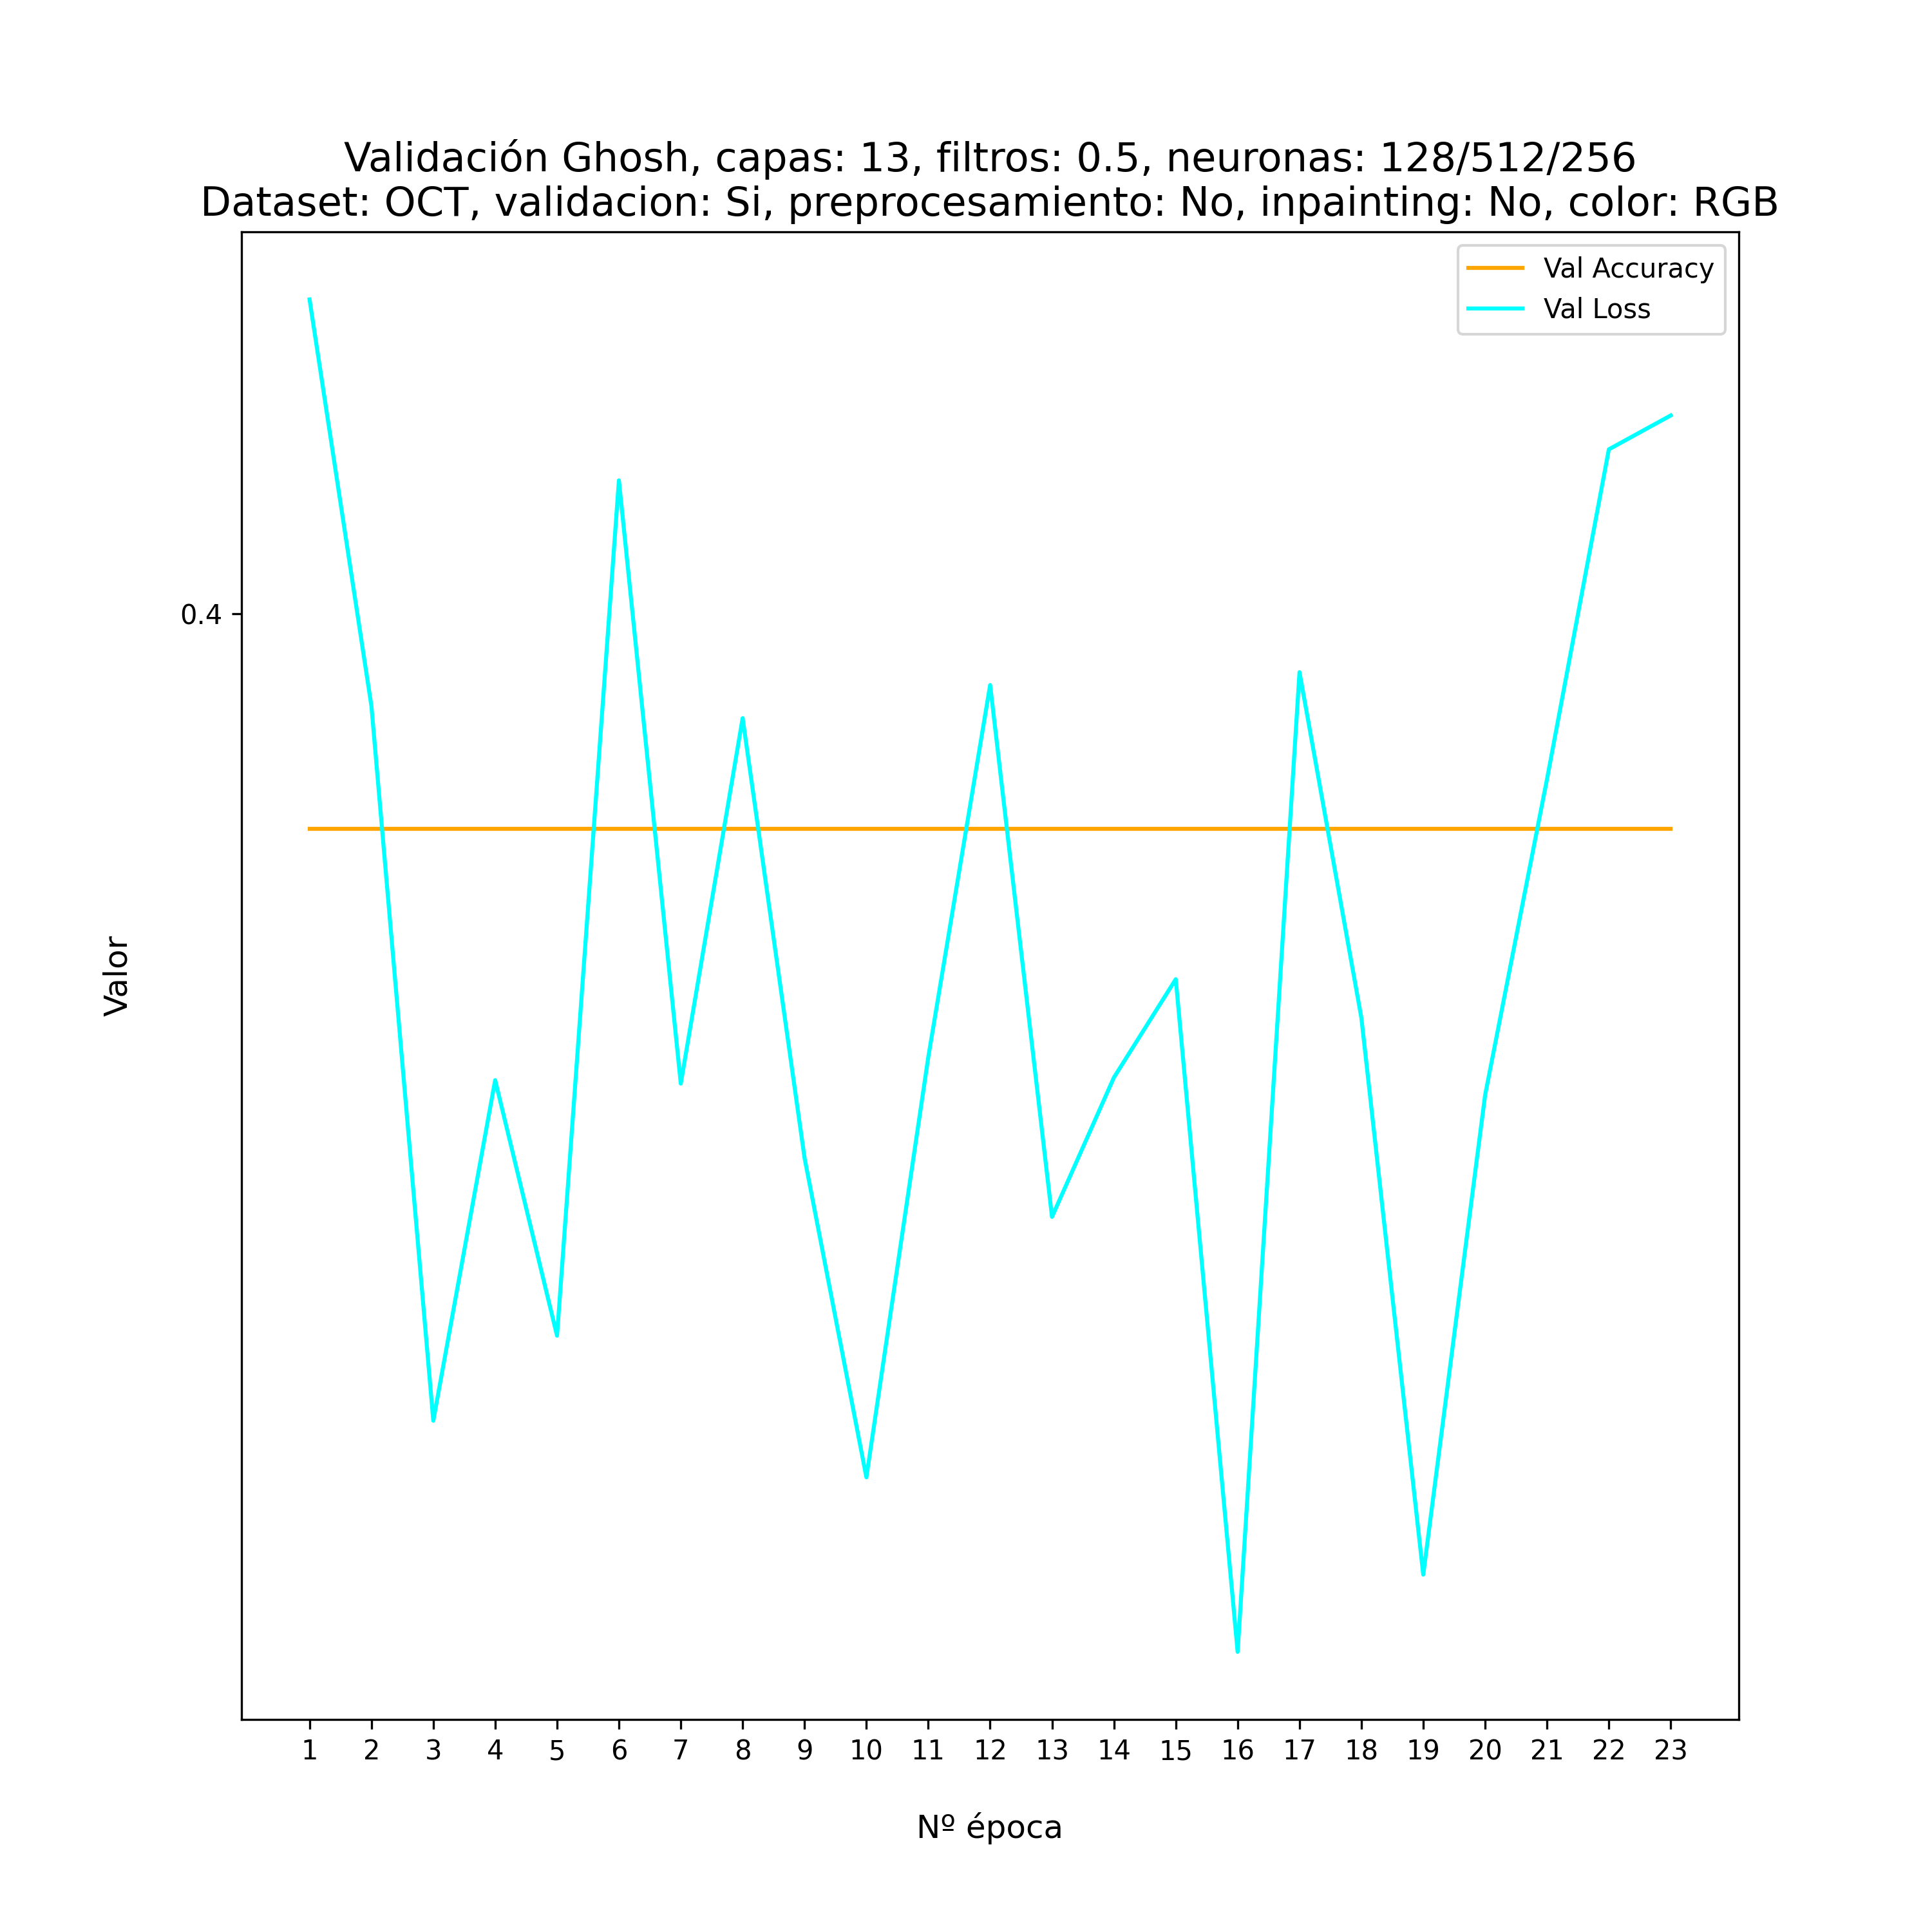 Validación Ghosh, capas: 13, filtros: 0.5, neuronas: 128/512/256
Dataset: OCT, validacion: Si, preprocesamiento: No, inpainting: No, color: RGB
Val Accuracy
Val Loss
0.4
Valor
1 2 3 4 5 6 7 8 9 10 11 12 13 14 15 16 17 18 19 20 21 22 23
Nº época